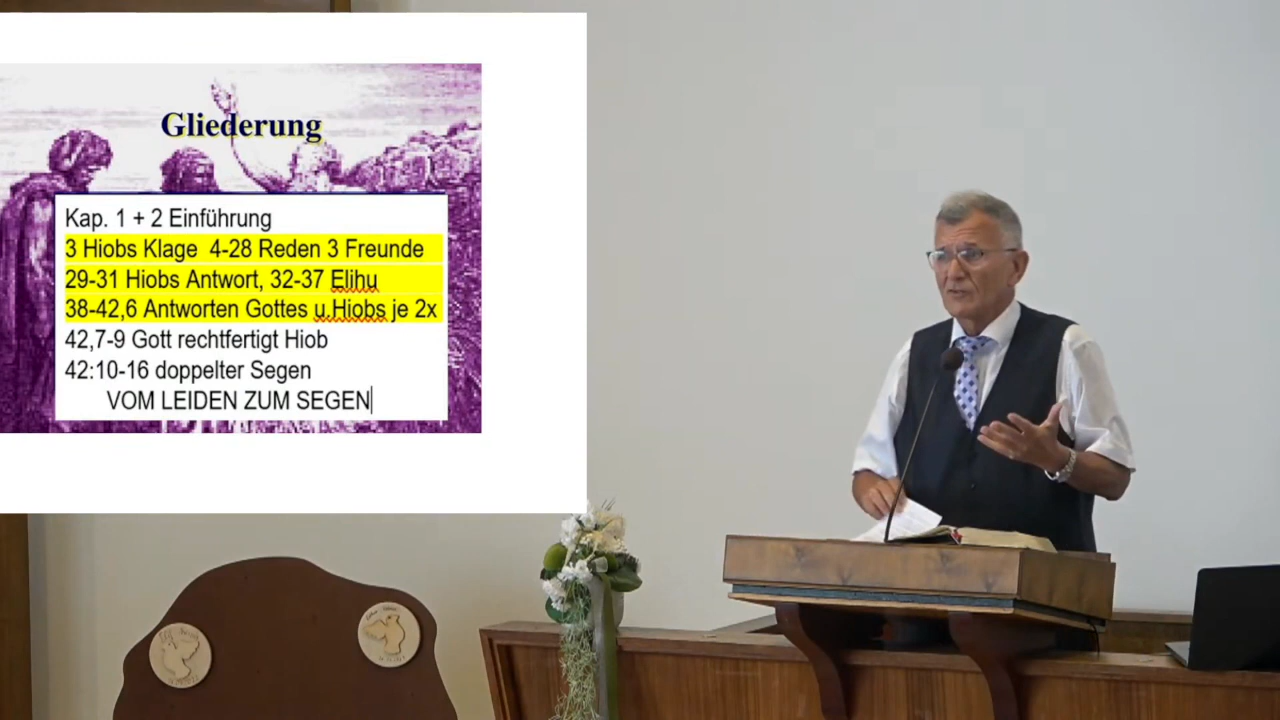 Gliederung
Kap. 1 + 2 Einführung
3 Hiobs Klage 4-28 Reden 3 Freunde
29-31 Hiobs Antwort, 32-37 Elihu
38-42,6 Antworten Gottes u.Hiobs je 2x
42,7-9 Gott rechtfertigt Hiob
42:10-16 doppelter Segen
VOM LEIDEN ZUM SEGEN